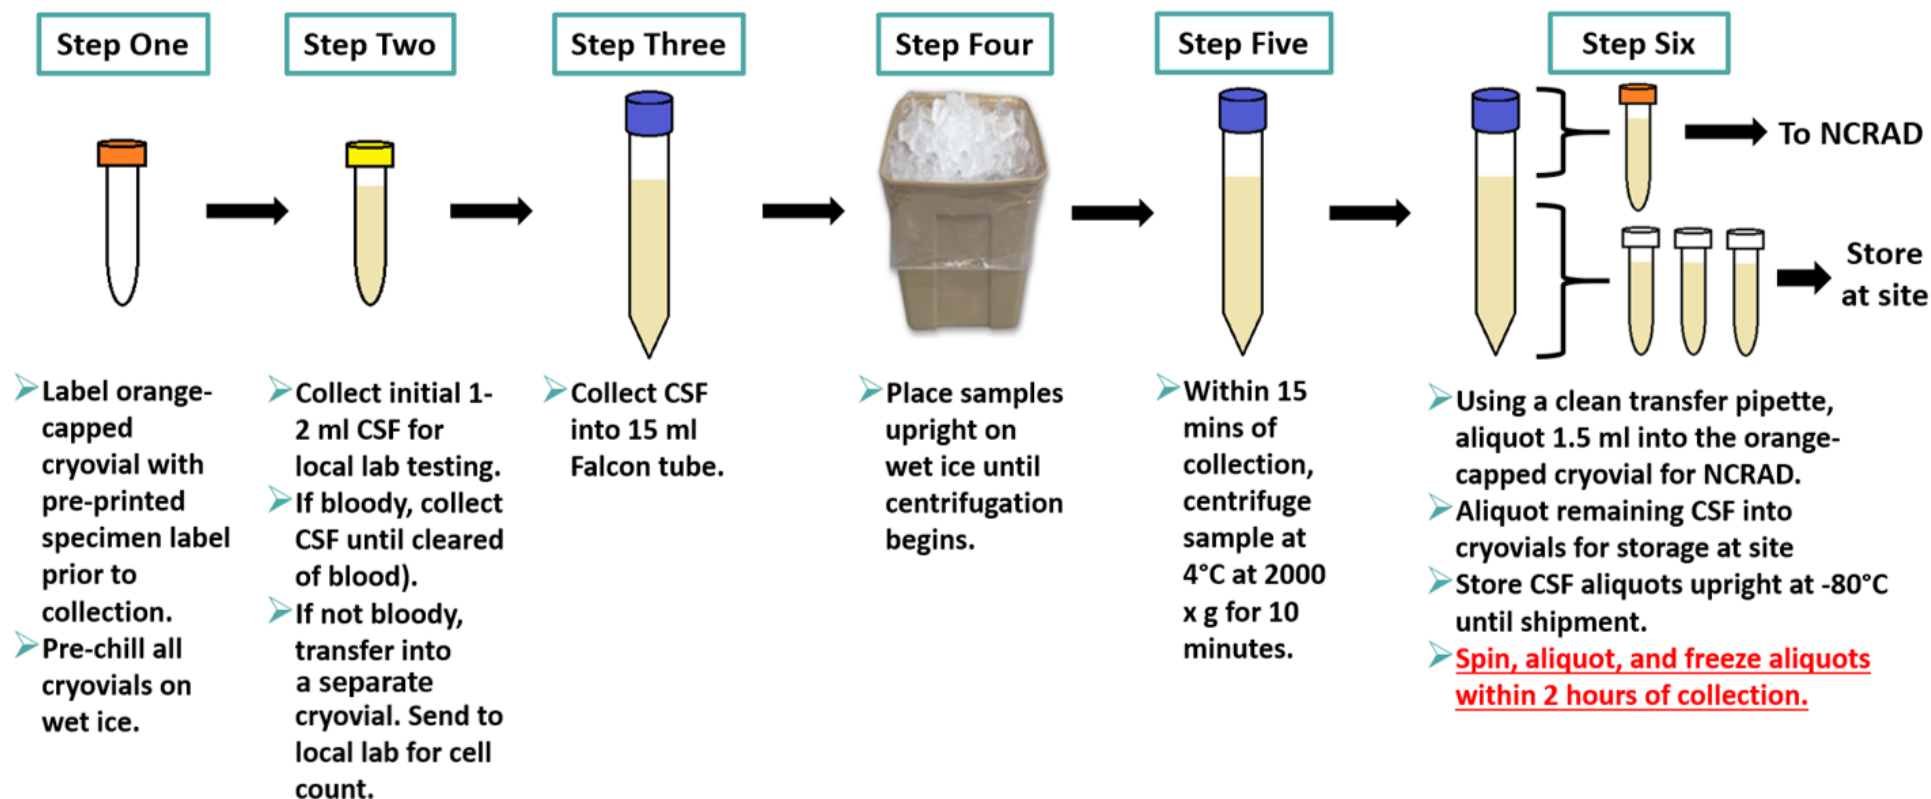 Step One
Label orange-
capped
cryovial with
pre-printed
specimen label
prior to
collection.
Pre-chill all
cryovials on
wet ice.
Step Two
Collect initial 1-
2 ml CSF for
local lab testing.
If bloody, collect
CSF until cleared
of blood).
If not bloody,
transfer into
a separate
cryovial. Send to
local lab for cell
count.
Step Three
Collect CSF
into 15 ml
Falcon tube.
Step Four
Place samples
upright on
wet ice until
centrifugation
begins.
Step Five
Within 15
mins of
collection,
centrifuge
sample at
4°C at 2000
x g for 10
minutes.
Step Six
To NCRAD
Store
at site
Using a clean transfer pipette,
aliquot 1.5 ml into the orange-
capped cryovial for NCRAD.
Aliquot remaining CSF into
cryovials for storage at site
Store CSF aliquots upright at -80°C
until shipment.
Spin, aliquot, and freeze aliquots
within 2 hours of collection.